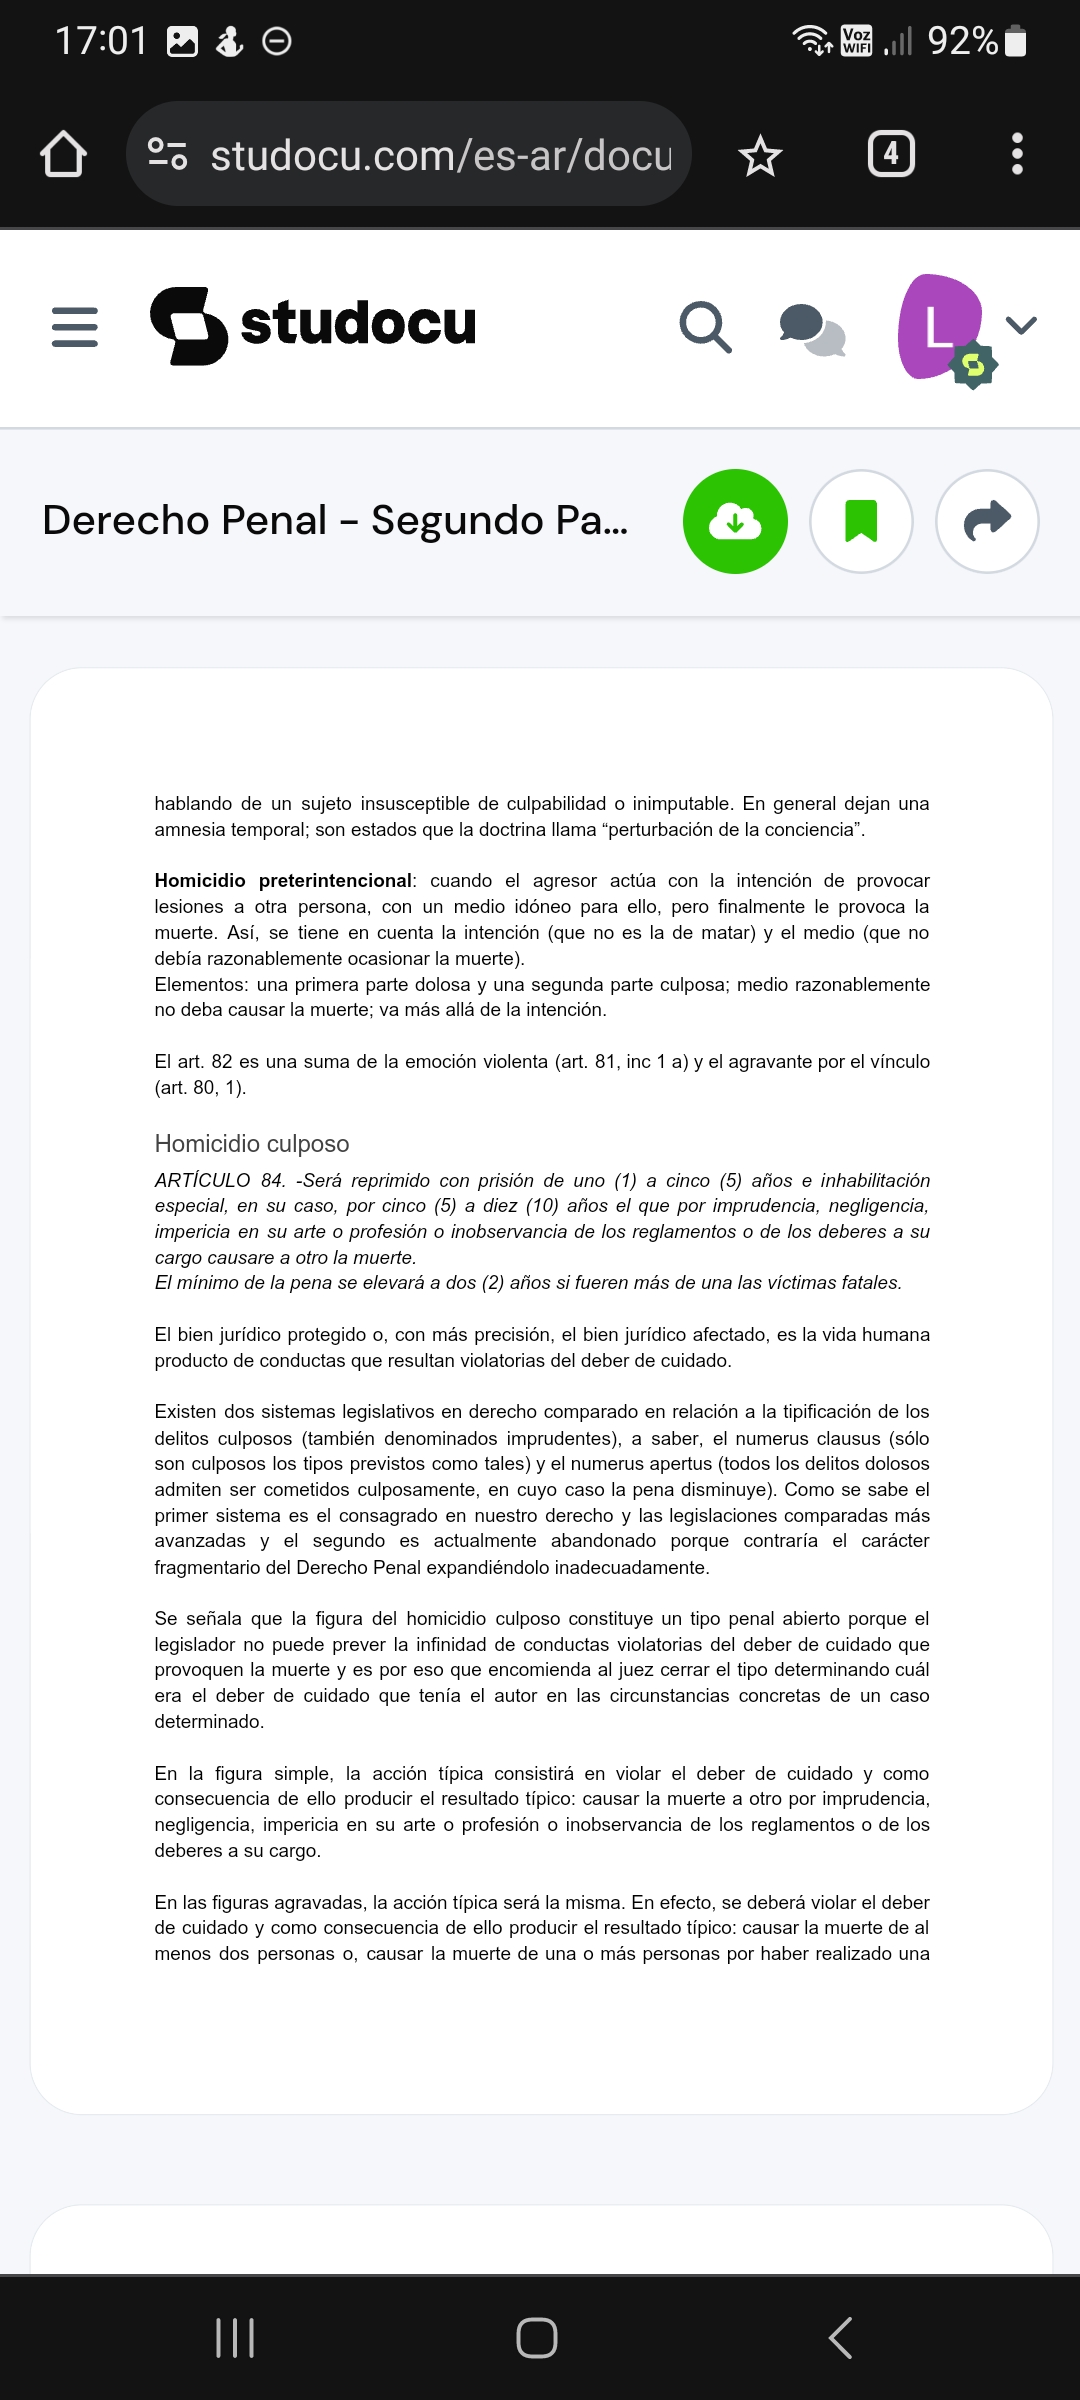 17:01
Voz WIFI 92%
studocu.com/es-ar/docu
4
studocu
L
Derecho Penal - Segundo Pa...
hablando de un sujeto insusceptible de culpabilidad o inimputable. En general dejan una
amnesia temporal; son estados que la doctrina llama “perturbación de la conciencia”.
Homicidio preterintencional: cuando el agresor actúa con la intención de provocar
lesiones a otra persona, con un medio idóneo para ello, pero finalmente le provoca la
muerte. Así, se tiene en cuenta la intención (que no es la de matar) y el medio (que no
debía razonablemente ocasionar la muerte).
Elementos: una primera parte dolosa y una segunda parte culposa; medio razonablemente
no deba causar la muerte; va más allá de la intención.
El art. 82 es una suma de la emoción violenta (art. 81, inc 1 a) y el agravante por el vínculo
(art. 80, 1).
Homicidio culposo
ARTÍCULO 84. -Será reprimido con prisión de uno (1) a cinco (5) años e inhabilitación
especial, en su caso, por cinco (5) a diez (10) años el que por imprudencia, negligencia,
impericia en su arte o profesión o inobservancia de los reglamentos o de los deberes a su
cargo causare a otro la muerte.
El mínimo de la pena se elevará a dos (2) años si fueren más de una las víctimas fatales.
El bien jurídico protegido o, con más precisión, el bien jurídico afectado, es la vida humana
producto de conductas que resultan violatorias del deber de cuidado.
Existen dos sistemas legislativos en derecho comparado en relación a la tipificación de los
delitos culposos (también denominados imprudentes), a saber, el numerus clausus (sólo
son culposos los tipos previstos como tales) y el numerus apertus (todos los delitos dolosos
admiten ser cometidos culposamente, en cuyo caso la pena disminuye). Como se sabe el
primer sistema es el consagrado en nuestro derecho y las legislaciones comparadas más
avanzadas y el segundo es actualmente abandonado porque contraría el carácter
fragmentario del Derecho Penal expandiéndolo inadecuadamente.
Se señala que la figura del homicidio culposo constituye un tipo penal abierto porque el
legislador no puede prever la infinidad de conductas violatorias del deber de cuidado que
provoquen la muerte y es por eso que encomienda al juez cerrar el tipo determinando cuál
era el deber de cuidado que tenía el autor en las circunstancias concretas de un caso
determinado.
En la figura simple, la acción típica consistirá en violar el deber de cuidado y como
consecuencia de ello producir el resultado típico: causar la muerte a otro por imprudencia,
negligencia, impericia en su arte o profesión o inobservancia de los reglamentos o de los
deberes a su cargo.
En las figuras agravadas, la acción típica será la misma. En efecto, se deberá violar el deber
de cuidado y como consecuencia de ello producir el resultado típico: causar la muerte de al
menos dos personas o, causar la muerte de una o más personas por haber realizado una